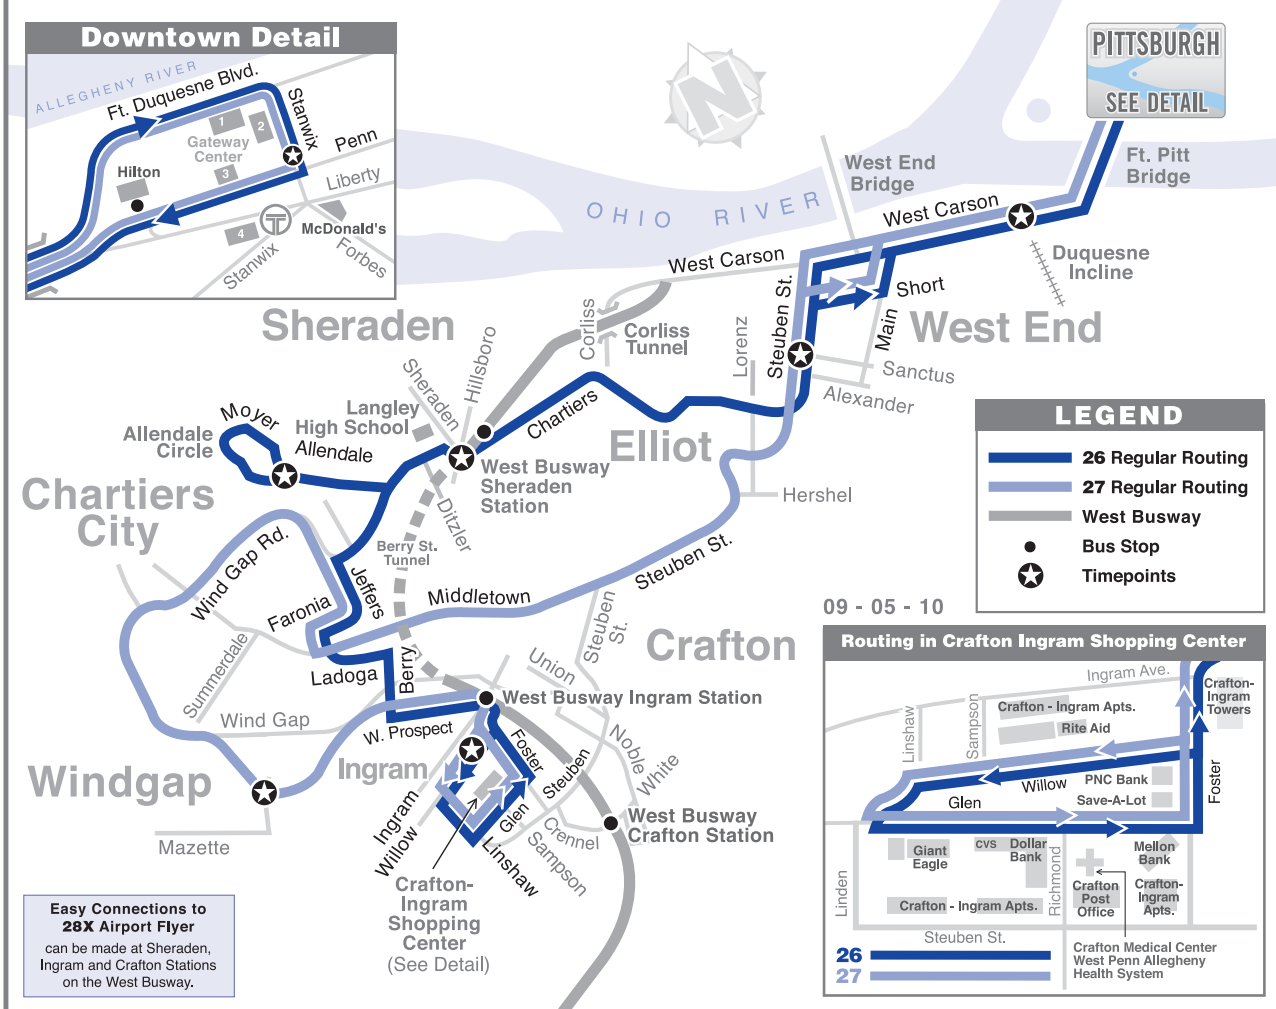 Downtown Detail
ALLEGHENY RIVER
Ft. Duquesne Blvd.
Stanwix
1
2
Gateway
Center
3
Penn
Hilton
Liberty
T
McDonald's
4
Stanwix
Forbes
N
PITTSBURGH
SEE DETAIL
Ft. Pitt
Bridge
West End
Bridge
OHIO RIVER
West Carson
West Carson
Duquesne
Incline
Short
Main
West End
Steuben St.
Sanctus
Alexander
Lorenz
Sheraden
Corliss
Corliss
Tunnel
Hillsboro
Sheraden
Langley
High School
Chartiers
Moyer
Allendale
Circle
Allendale
Elliot
West Busway
Sheraden
Station
Hershel
Chartiers
City
Ditzler
Berry St.
Tunnel
Wind Gap Rd.
Jeffers
Faronia
Middletown
Steuben St.
Steuben
St.
Crafton
Summerdale
Ladoga
Berry
Union
West Busway Ingram Station
Wind Gap
W. Prospect
Foster
Noble
White
Ingram
Steuben
Windgap
Glen
Ingram
Willow
Linshaw
Sampson
Crennel
West Busway
Crafton Station
Mazette
Crafton-
Ingram
Shopping
Center
(See Detail)
Easy Connections to
28X Airport Flyer
can be made at Sheraden,
Ingram and Crafton Stations
on the West Busway.
LEGEND
26 Regular Routing
27 Regular Routing
West Busway
Bus Stop
Timepoints
09 - 05 - 10
Routing in Crafton Ingram Shopping Center
Ingram Ave.
Crafton-
Ingram
Towers
Linshaw
Sampson
Crafton - Ingram Apts.
Rite Aid
Willow
PNC Bank
Save-A-Lot
Glen
Foster
Giant
Eagle
CVS
Dollar
Bank
Richmond
Mellon
Bank
Linden
Crafton - Ingram Apts.
Crafton
Post
Office
Crafton-
Ingram
Apts.
Steuben St.
Crafton Medical Center
West Penn Allegheny
Health System
26
27